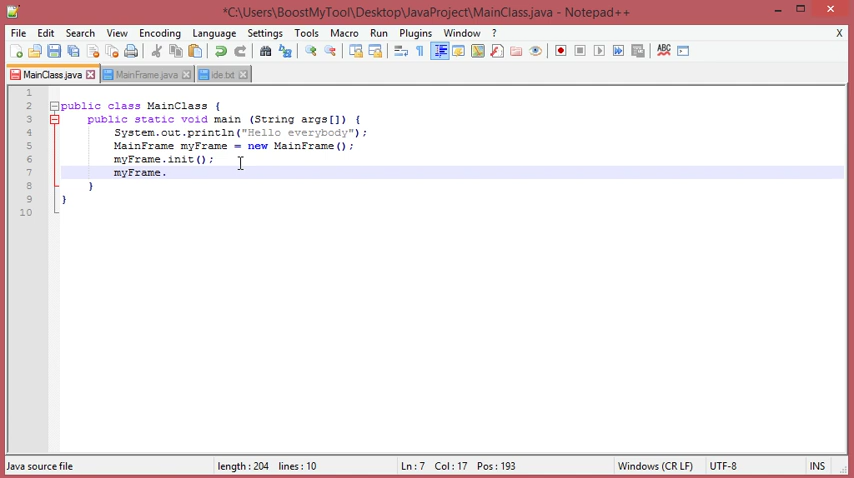 *C:\Users\BoostMyTool\Desktop\JavaProject\MainClass.java - Notepad++
File Edit Search View Encoding Language Settings Tools Macro Run Plugins Window ? X
MainClass.java MainFrame.java ide.txt
1
2 public class MainClass {
3 public static void main (String args[]) {
4 System.out.println("Hello everybody");
5 MainFrame myFrame = new MainFrame();
6 myFrame.init();
7 myFrame.
8 }
9 }
10
Java source file length : 204 lines : 10 Ln : 7 Col : 17 Pos : 193 Windows (CR LF) UTF-8 INS